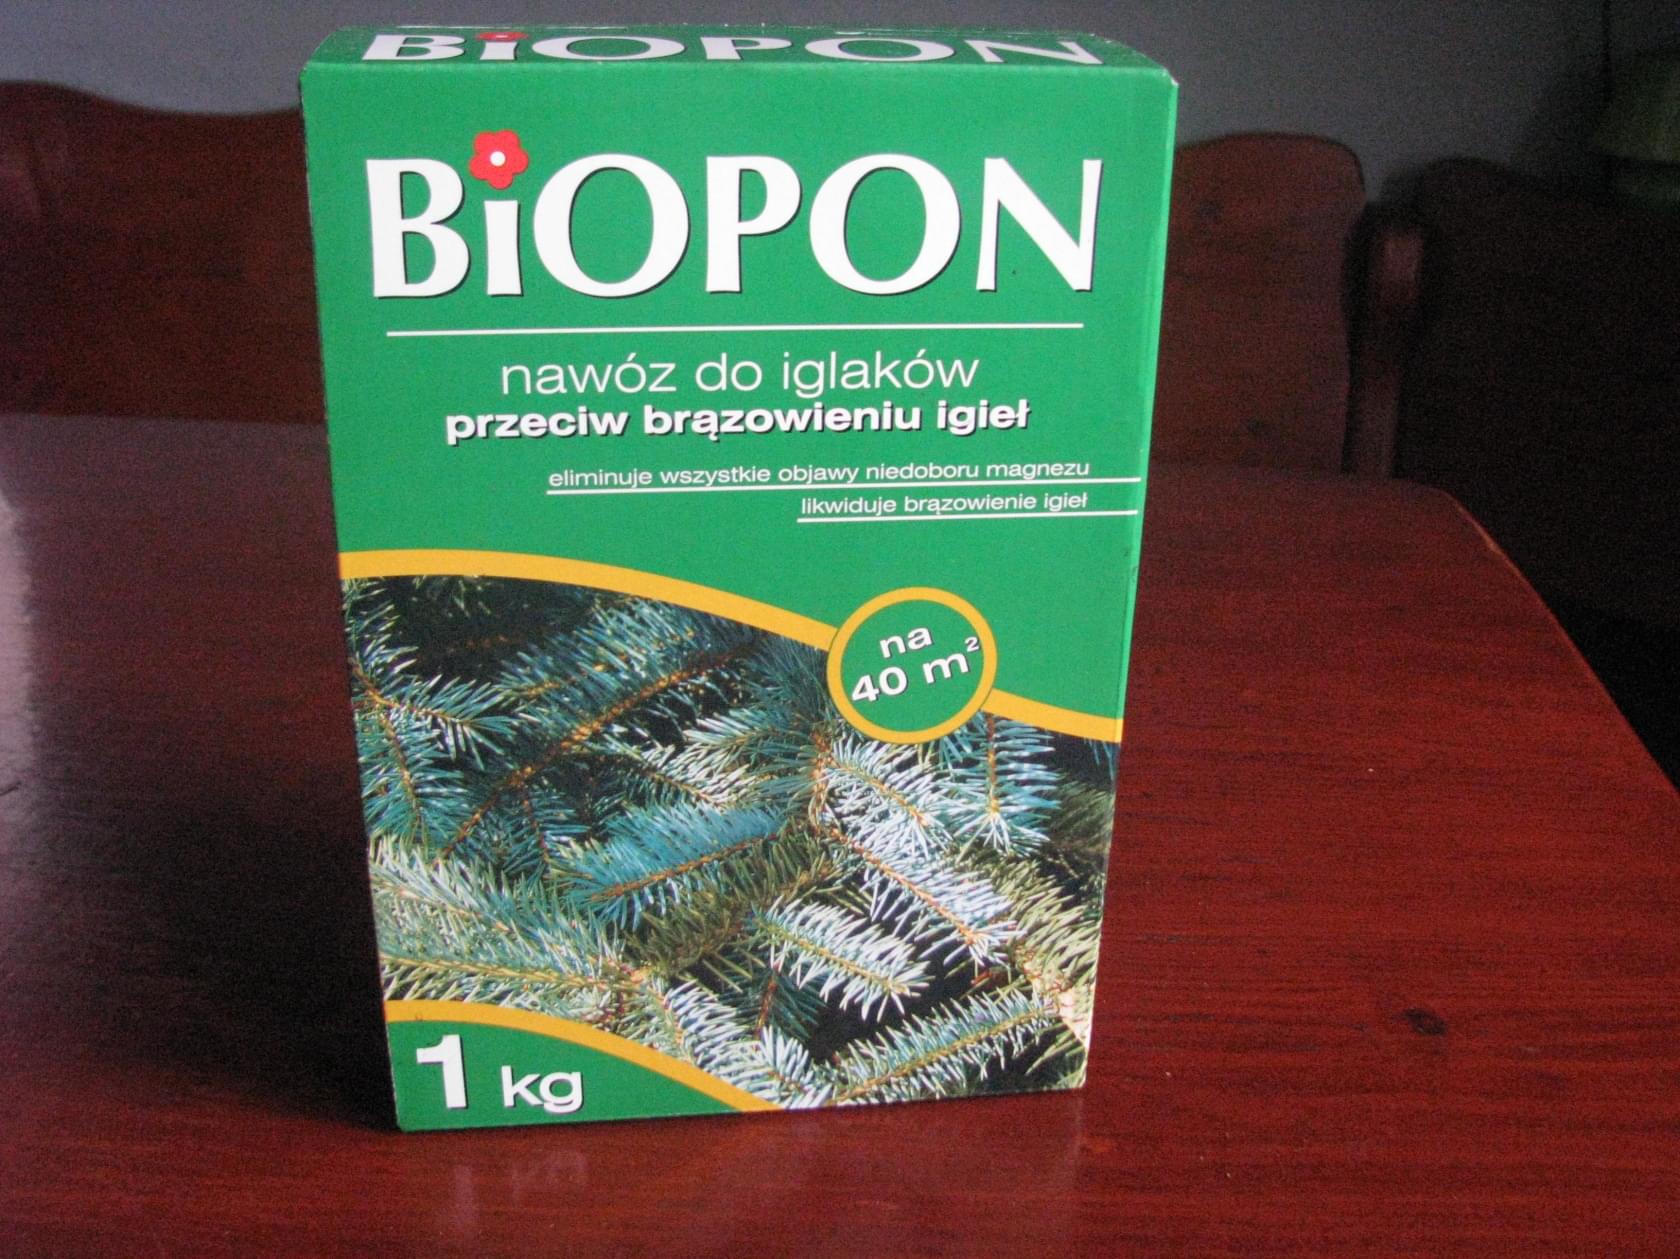 BiOPON
BiOPON
nawóz do iglaków
przeciw brązowieniu igieł
eliminuje wszystkie objawy niedoboru magnezu
likwiduje brązowienie igieł
na
40 m²
1 kg